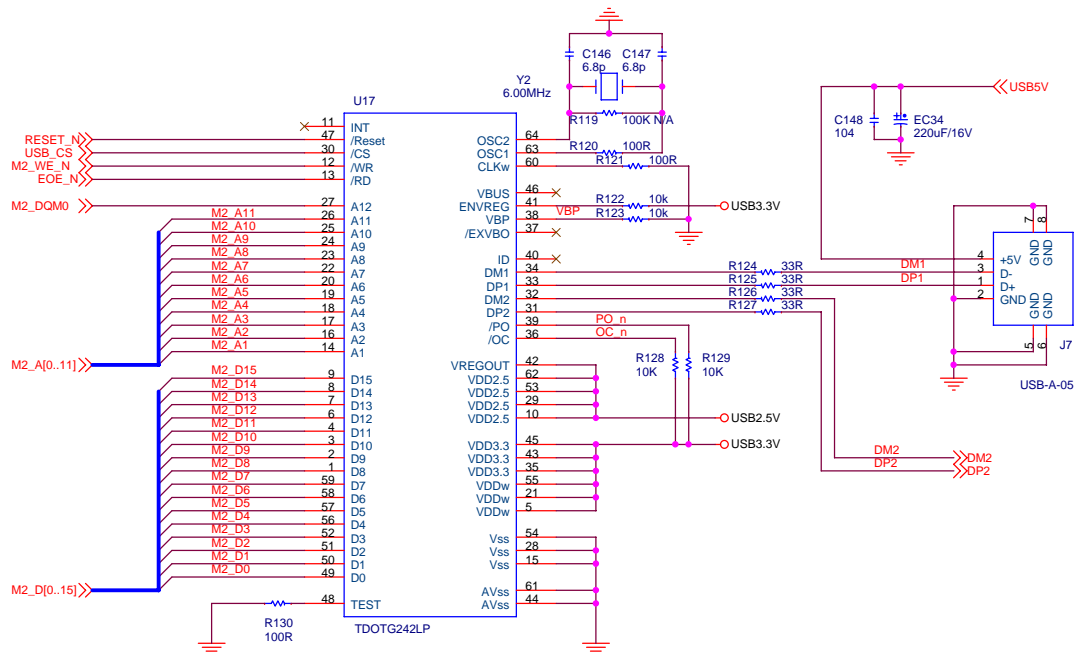 C146
6.8p
C147
6.8p
Y2
6.00MHz
U17
R119
100K N/A
R120
100R
R121
100R
USB5V
C148
104
EC34
220uF/16V
RESET_N
USB_CS
M2_WE_N
EOE_N
M2_DQM0
11 INT
47 /Reset
30 /CS
12 /WR
13 /RD
27 A12
M2_A11 26 A11
M2_A10 25 A10
M2_A9 24 A9
M2_A8 23 A8
M2_A7 22 A7
M2_A6 20 A6
M2_A5 19 A5
M2_A4 18 A4
M2_A3 17 A3
M2_A2 16 A2
M2_A1 14 A1
M2_A[0..11]
M2_D15 9 D15
M2_D14 8 D14
M2_D13 7 D13
M2_D12 6 D12
M2_D11 4 D11
M2_D10 3 D10
M2_D9 2 D9
M2_D8 1 D8
M2_D7 59 D7
M2_D6 58 D6
M2_D5 57 D5
M2_D4 56 D4
M2_D3 52 D3
M2_D2 51 D2
M2_D1 50 D1
M2_D0 49 D0
M2_D[0..15]
48 TEST
R130
100R
TDOTG242LP
OSC2 64
OSC1 63
CLKw 60
VBUS 46
ENVREG 41 R122 10k USB3.3V
VBP 38 VBP R123 10k
/EXVBO 37
ID 40
DM1 34 R124 33R DM1
DP1 33 R125 33R DP1
DM2 32 R126 33R
DP2 31 R127 33R
/PO 39 PO_n
/OC 36 OC_n
R128
10K
R129
10K
VREGOUT 42
VDD2.5 62
VDD2.5 53
VDD2.5 29
VDD2.5 10 USB2.5V
VDD3.3 45 USB3.3V
VDD3.3 43
VDD3.3 35
VDDw 55
VDDw 21
VDDw 5
Vss 54
Vss 28
Vss 15
AVss 61
AVss 44
DM2 DM2
DP2 DP2
7 8
GND GND
4 +5V
3 D-
1 D+
2 GND
GND GND
5 6
J7
USB-A-05